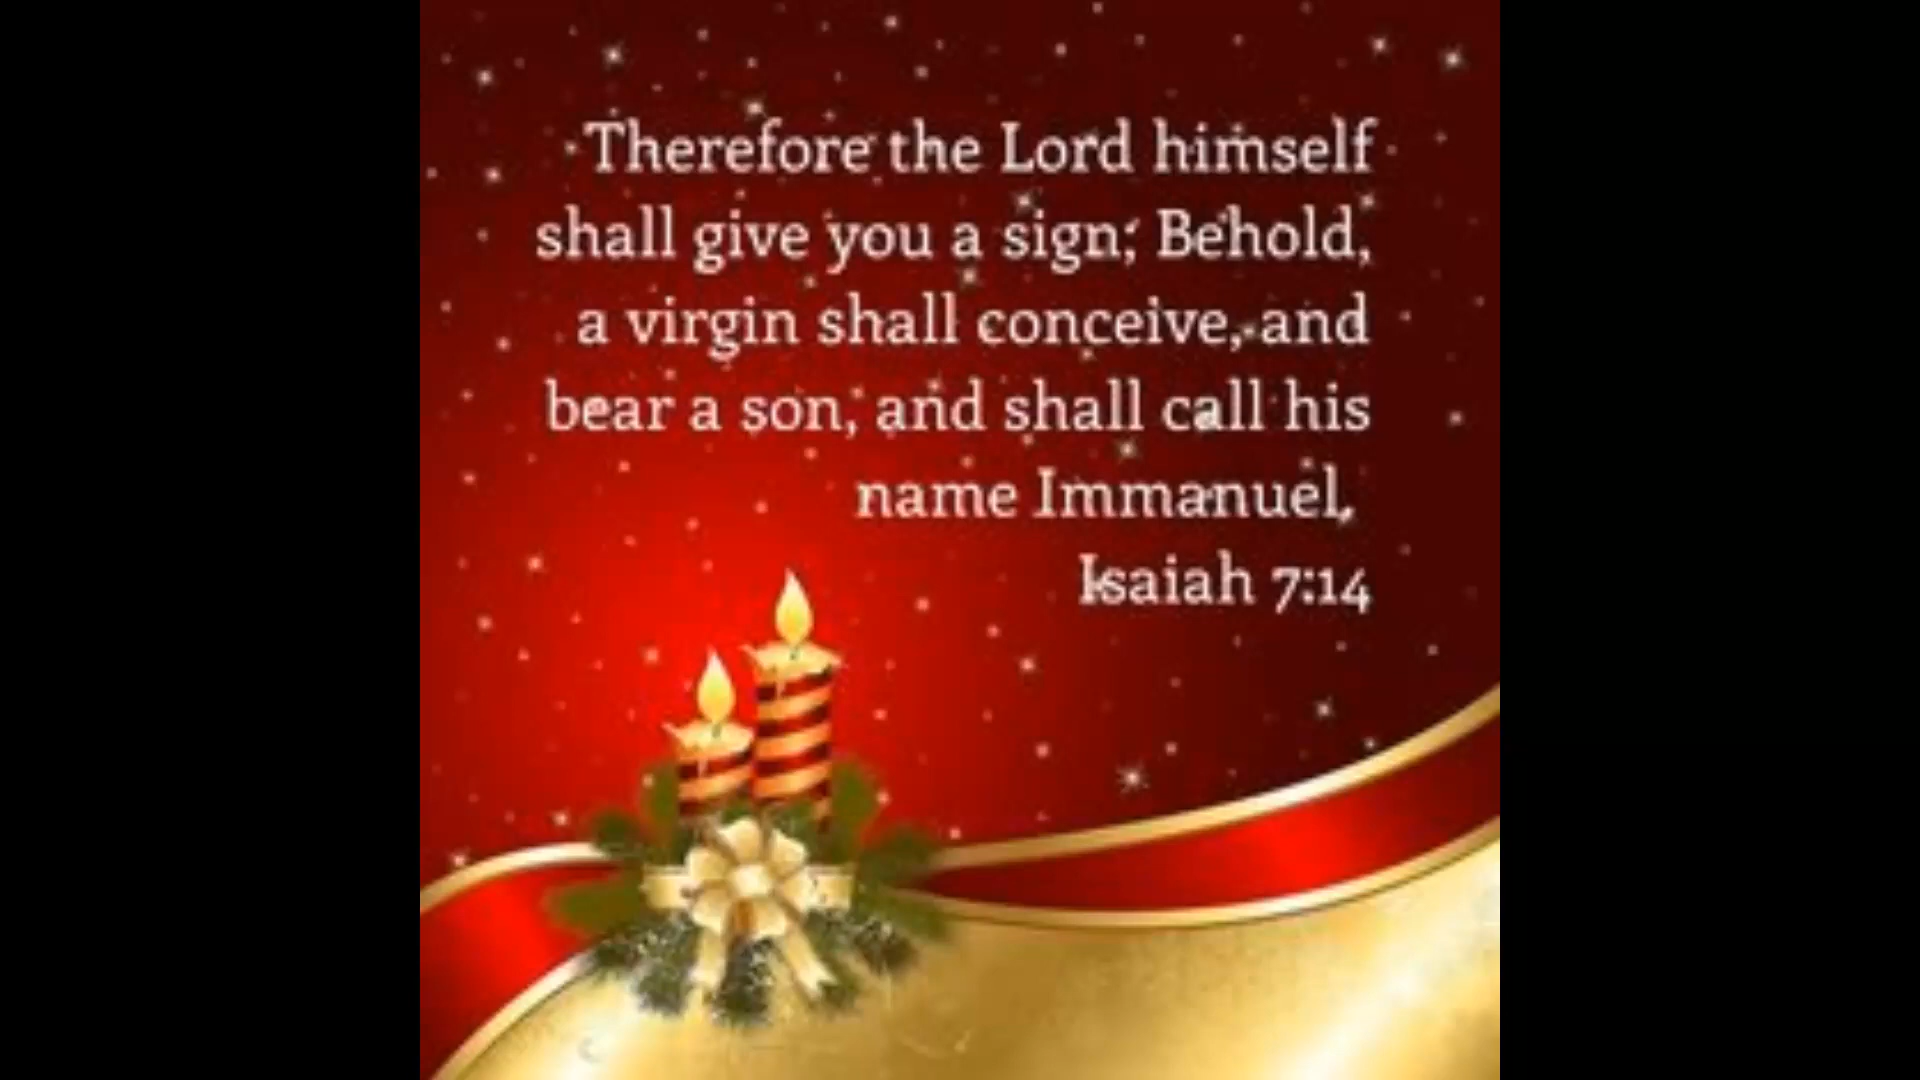 Therefore the Lord himself
shall give you a sign; Behold,
a virgin shall conceive, and
bear a son, and shall call his
name Immanuel.
Isaiah 7:14